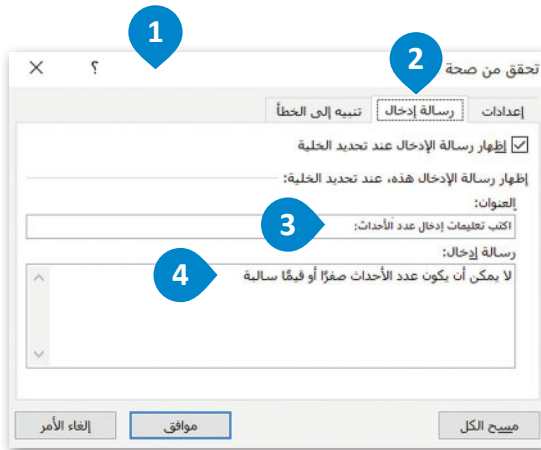 1
2
تحقق من صحة
؟
إعدادات
رسالة إدخال
تنبيه إلى الخطأ
إظهار رسالة الإدخال عند تحديد الخلية
إظهار رسالة الإدخال هذه، عند تحديد الخلية:
العنوان:
اكتب تعليمات إدخال عدد الأحداث:
3
رسالة إدخال:
لا يمكن أن يكون عدد الأحداث صفرًا أو قيمًا سالبة
4
مسح الكل
موافق
إلغاء الأمر